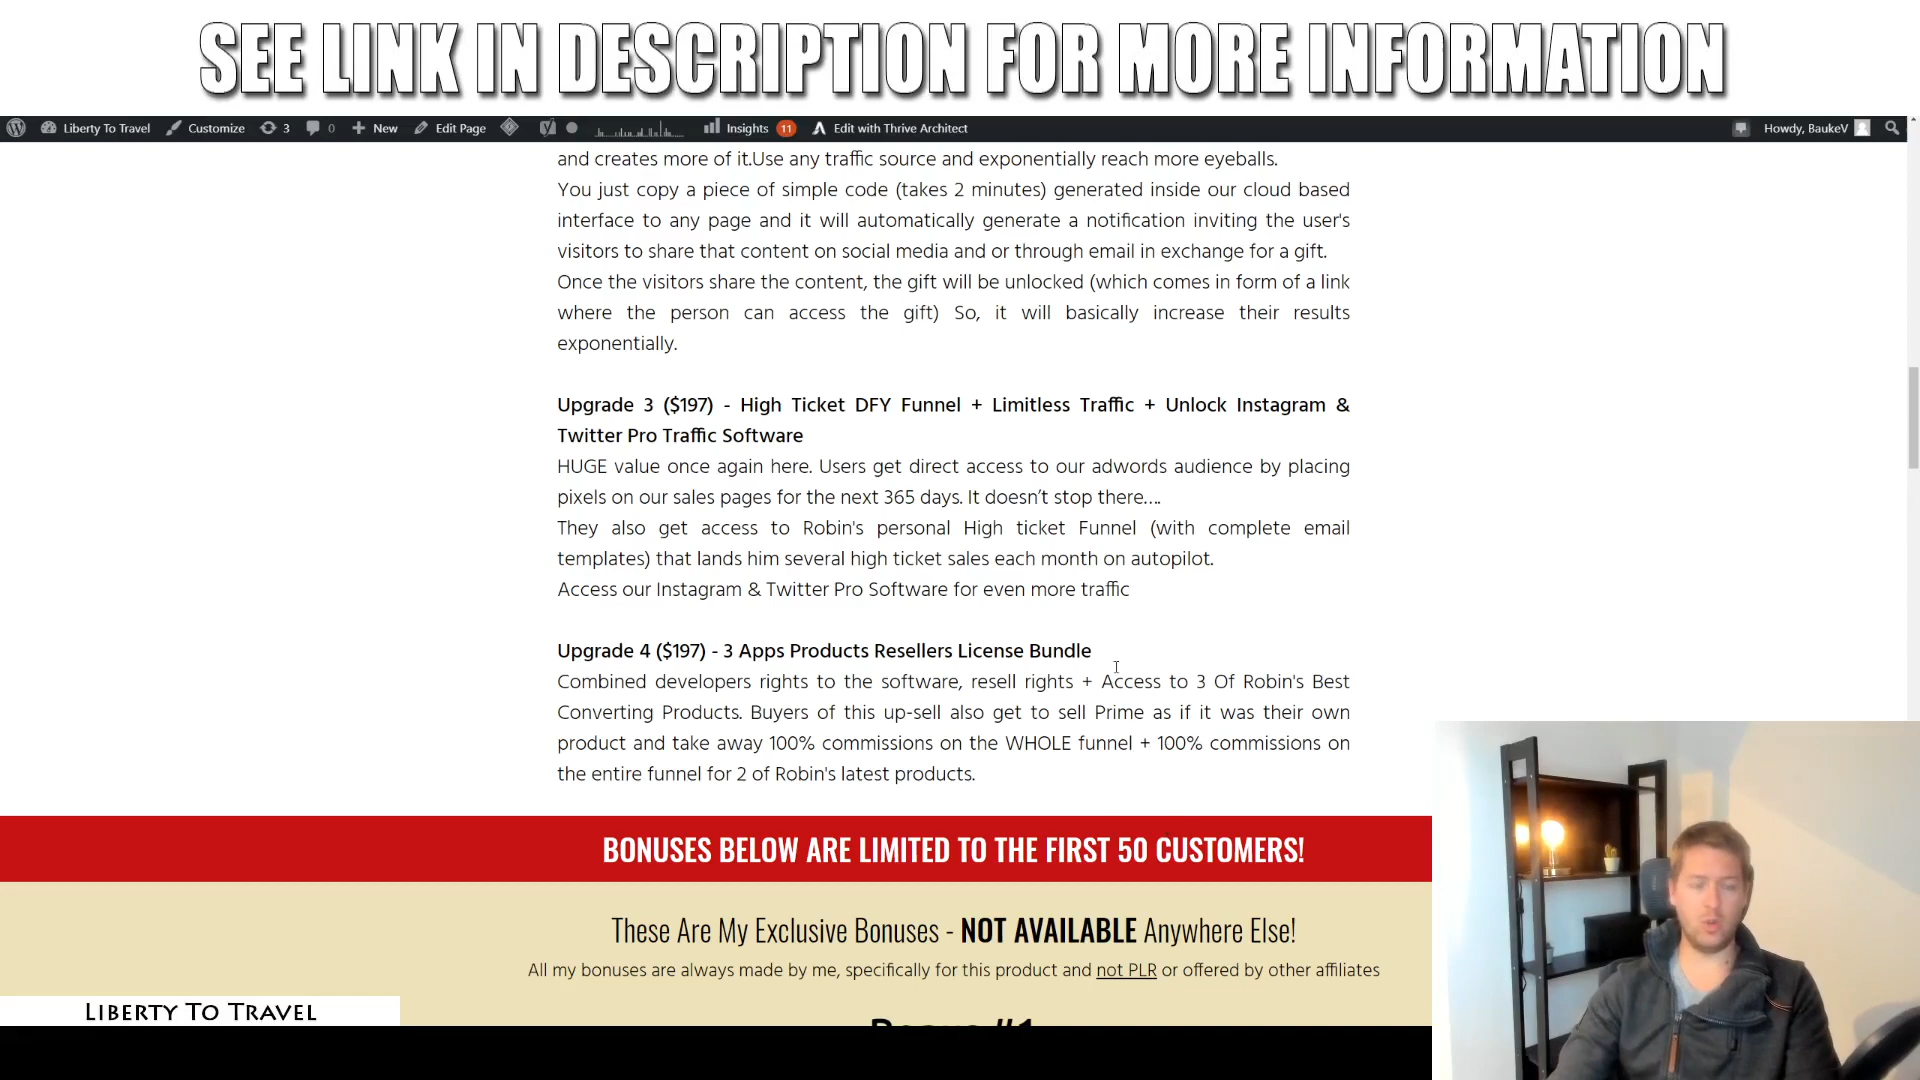 SEE LINK IN DESCRIPTION FOR MORE INFORMATION
Liberty To Travel Customize 3 0 New Edit Page Insights 11 Edit with Thrive Architect Howdy, BaukeV
and creates more of it.Use any traffic source and exponentially reach more eyeballs.
You just copy a piece of simple code (takes 2 minutes) generated inside our cloud based
interface to any page and it will automatically generate a notification inviting the user's
visitors to share that content on social media and or through email in exchange for a gift.
Once the visitors share the content, the gift will be unlocked (which comes in form of a link
where the person can access the gift) So, it will basically increase their results
exponentially.
Upgrade 3 ($197) - High Ticket DFY Funnel + Limitless Traffic + Unlock Instagram &
Twitter Pro Traffic Software
HUGE value once again here. Users get direct access to our adwords audience by placing
pixels on our sales pages for the next 365 days. It doesn’t stop there….
They also get access to Robin's personal High ticket Funnel (with complete email
templates) that lands him several high ticket sales each month on autopilot.
Access our Instagram & Twitter Pro Software for even more traffic
Upgrade 4 ($197) - 3 Apps Products Resellers License Bundle
Combined developers rights to the software, resell rights + Access to 3 Of Robin's Best
Converting Products. Buyers of this up-sell also get to sell Prime as if it was their own
product and take away 100% commissions on the WHOLE funnel + 100% commissions on
the entire funnel for 2 of Robin's latest products.
BONUSES BELOW ARE LIMITED TO THE FIRST 50 CUSTOMERS!
These Are My Exclusive Bonuses - NOT AVAILABLE Anywhere Else!
All my bonuses are always made by me, specifically for this product and not PLR or offered by other affiliates
LIBERTY TO TRAVEL